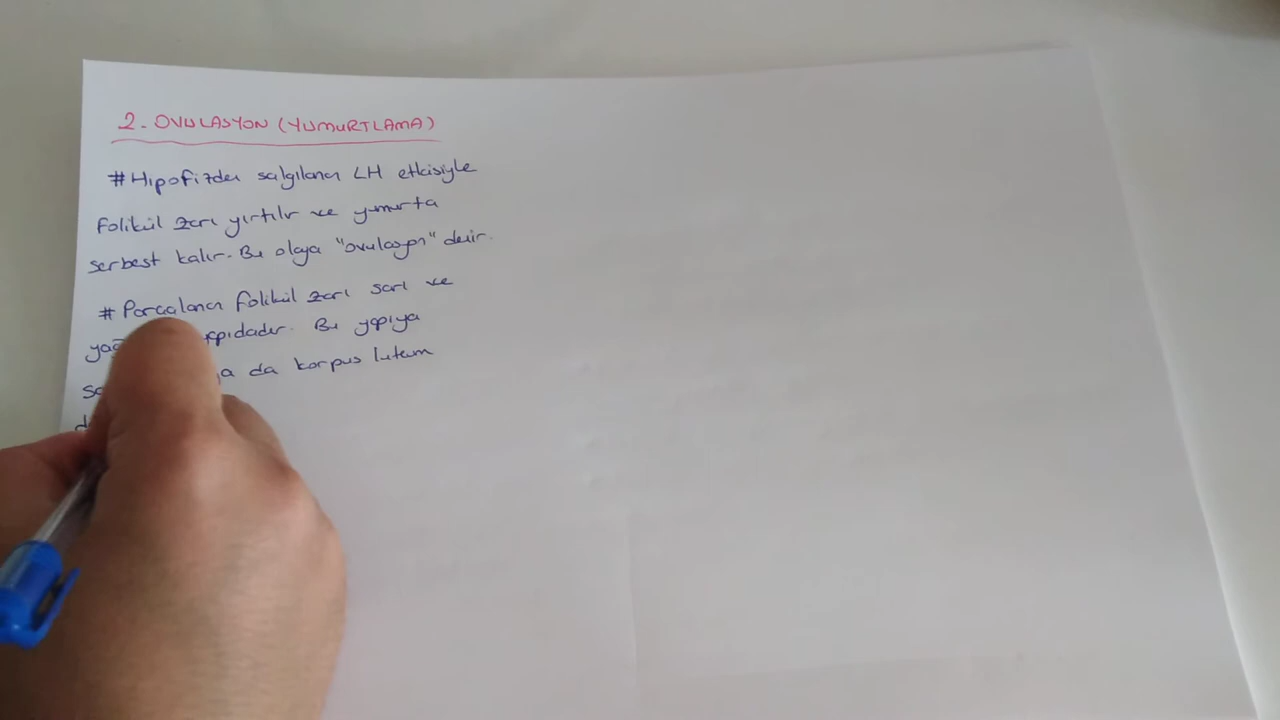 2- OVULASYON (YUMURTLAMA)
#Hipofizden salgılanan LH etkisiyle
folikül zarı yırtılır ve yumurta
serbest kalır. Bu olaya "ovulasyon" denir.
# Parçalanan folikül zarı sarı ve
Bu yapıya
da korpus luteum